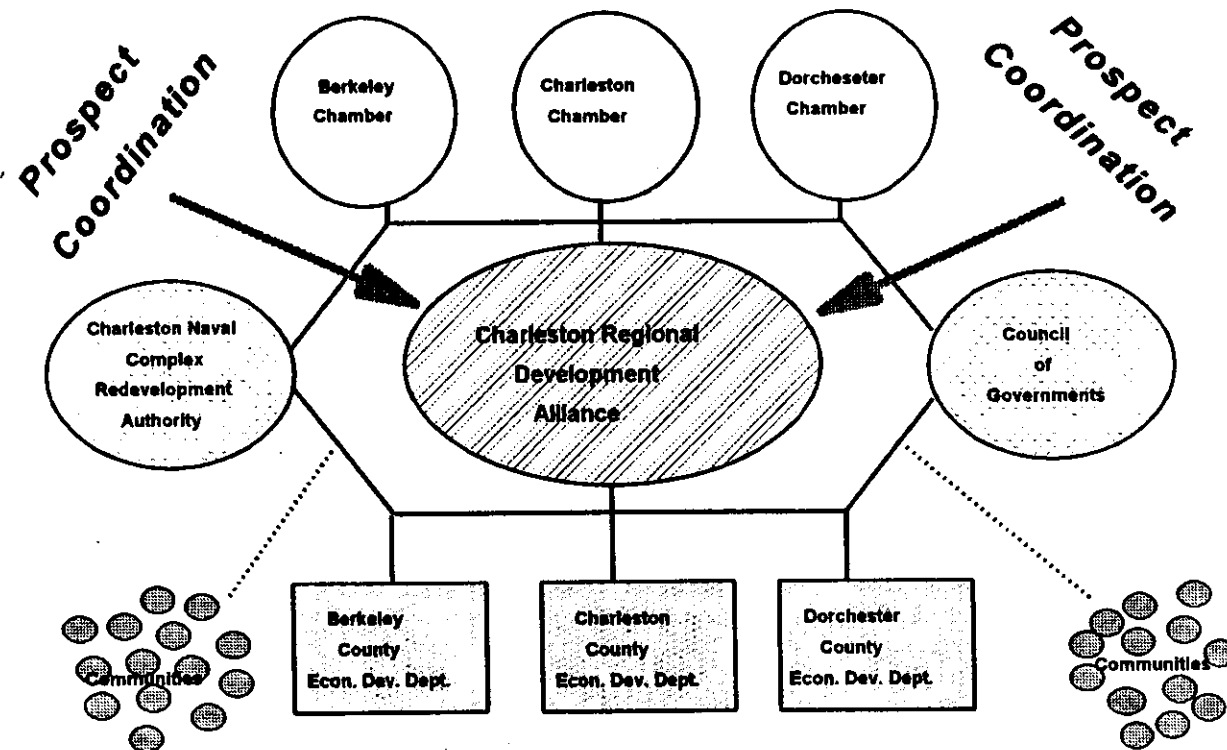 Prospect
Coordination
Prospect
Coordination
Berkeley
Chamber
Charleston
Chamber
Dorcheseter
Chamber
Charleston Naval
Complex
Redevelopment
Authority
Charleston Regional
Development
Alliance
Council
of
Governments
Berkeley
County
Econ. Dev. Dept.
Charleston
County
Econ. Dev. Dept.
Dorchester
County
Econ. Dev. Dept.
Communities
Communities